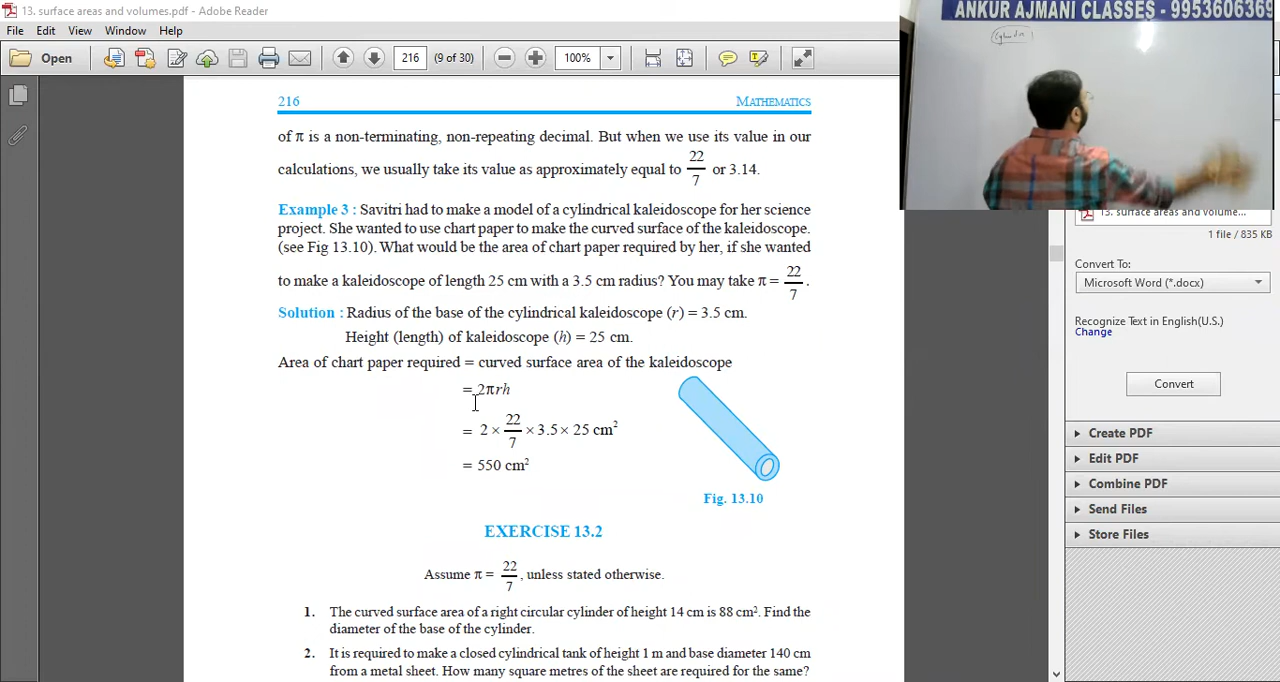 13. surface areas and volumes.pdf - Adobe Reader
File Edit View Window Help
Open 216 (9 of 30) 100%
ANKUR AJMANI CLASSES - 9953606369
216 MATHEMATICS
of π is a non-terminating, non-repeating decimal. But when we use its value in our
calculations, we usually take its value as approximately equal to 22/7 or 3.14.
Example 3 : Savitri had to make a model of a cylindrical kaleidoscope for her science
project. She wanted to use chart paper to make the curved surface of the kaleidoscope.
(see Fig 13.10). What would be the area of chart paper required by her, if she wanted
to make a kaleidoscope of length 25 cm with a 3.5 cm radius? You may take π = 22/7.
Solution : Radius of the base of the cylindrical kaleidoscope (r) = 3.5 cm.
Height (length) of kaleidoscope (h) = 25 cm.
Area of chart paper required = curved surface area of the kaleidoscope
= 2πrh
= 2 × 22/7 × 3.5 × 25 cm²
= 550 cm²
Fig. 13.10
EXERCISE 13.2
Assume π = 22/7, unless stated otherwise.
1. The curved surface area of a right circular cylinder of height 14 cm is 88 cm². Find the
diameter of the base of the cylinder.
2. It is required to make a closed cylindrical tank of height 1 m and base diameter 140 cm
from a metal sheet. How many square metres of the sheet are required for the same?
13. surface areas and volume...
1 file / 835 KB
Convert To:
Microsoft Word (*.docx)
Recognize Text in English(U.S.)
Change
Convert
Create PDF
Edit PDF
Combine PDF
Send Files
Store Files